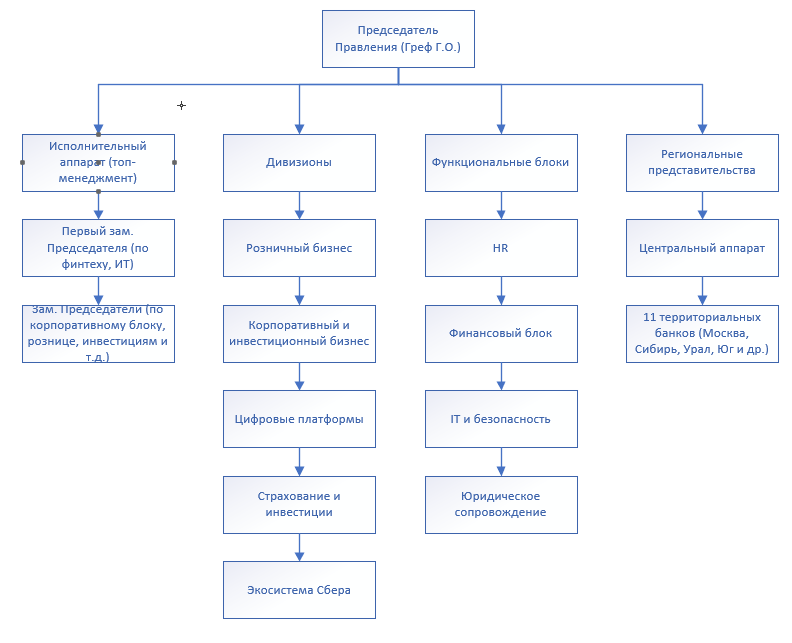 Председатель
Правления (Греф Г.О.)
Исполнительный
аппарат (топ-
менеджмент)
Дивизионы
Функциональные блоки
Региональные
представительства
Первый зам.
Председателя (по
финтеху, ИТ)
Розничный бизнес
HR
Центральный аппарат
Зам. Председатели (по
корпоративному блоку,
рознице, инвестициям и
т.д.)
Корпоративный и
инвестиционный бизнес
Финансовый блок
11 территориальных
банков (Москва,
Сибирь, Урал, Юг и др.)
Цифровые платформы
IT и безопасность
Страхование и
инвестиции
Юридическое
сопровождение
Экосистема Сбера